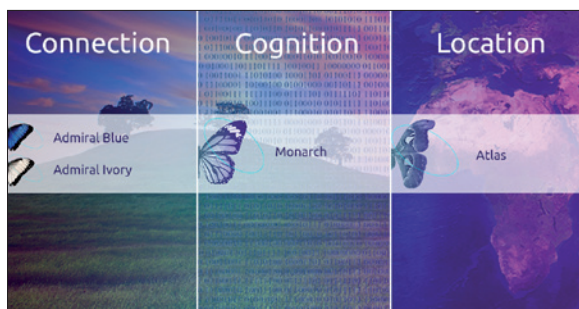 Connection
Cognition
Location
Admiral Blue
Admiral Ivory
Monarch
Atlas